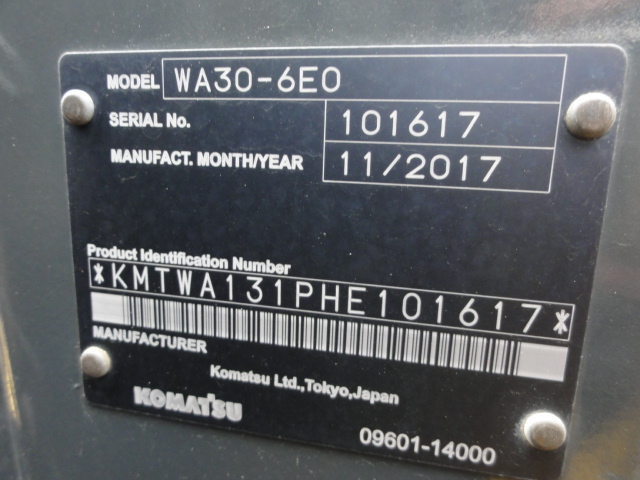 MODEL WA30-6E0
SERIAL No. 101617
MANUFACT. MONTH/YEAR 11/2017
Product Identification Number
*KMTWA131PHE101617*
MANUFACTURER
Komatsu Ltd.,Tokyo,Japan
KOMATSU
09601-14000